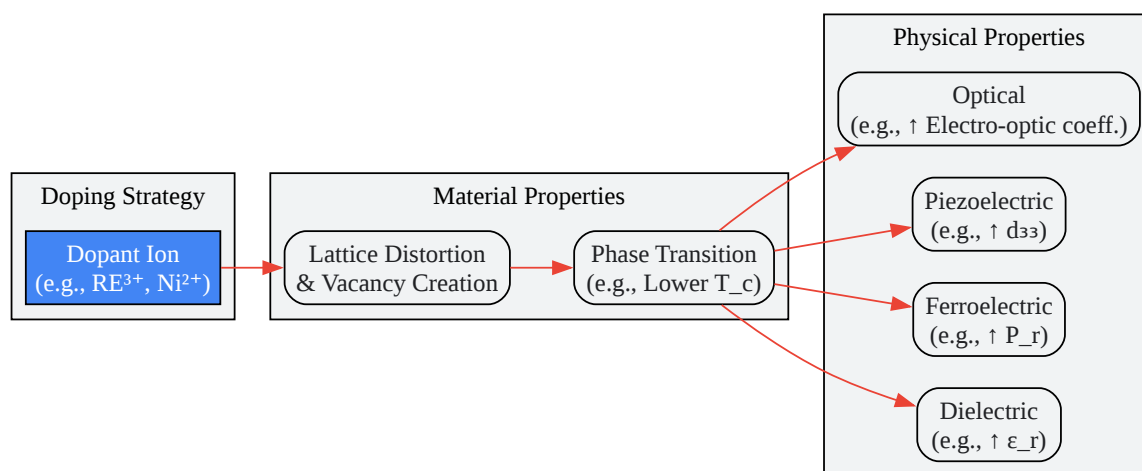 Doping Strategy
Dopant Ion
(e.g., RE³⁺, Ni²⁺)
Material Properties
Lattice Distortion
& Vacancy Creation
Phase Transition
(e.g., Lower T_c)
Physical Properties
Optical
(e.g., ↑ Electro-optic coeff.)
Piezoelectric
(e.g., ↑ d₃₃)
Ferroelectric
(e.g., ↑ P_r)
Dielectric
(e.g., ↑ ε_r)